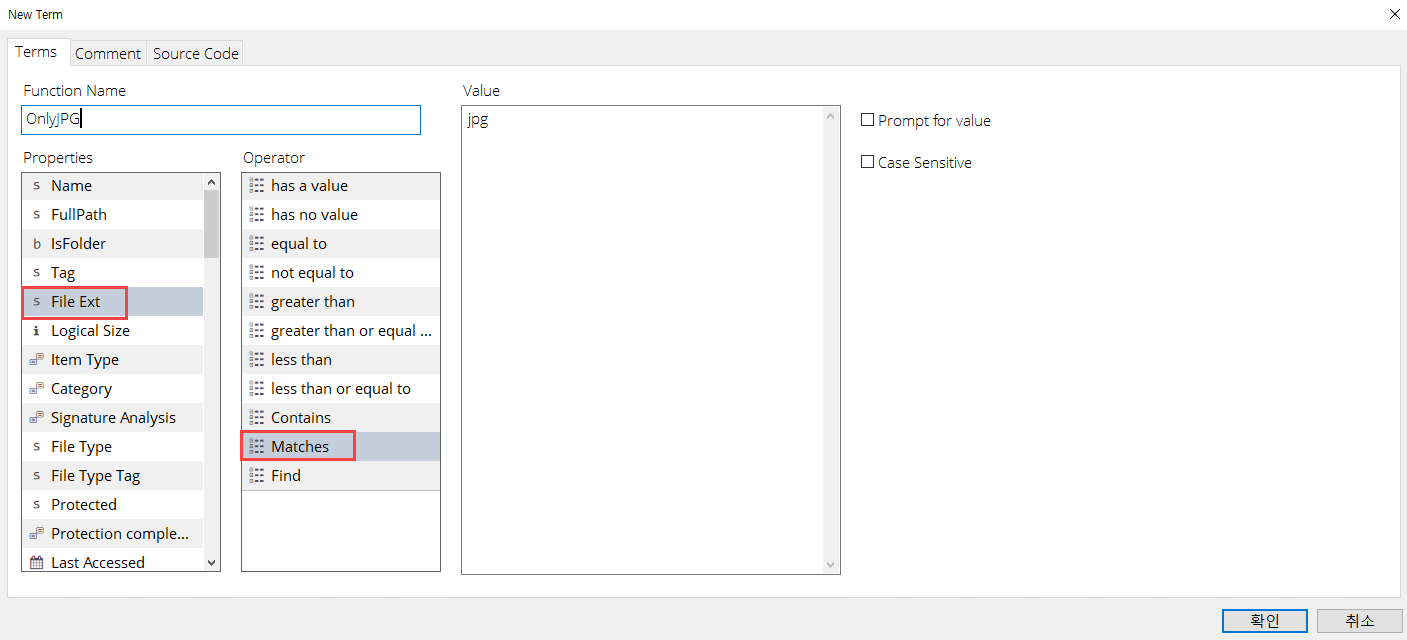 New Term
Terms
Comment
Source Code
Function Name
OnlyJPG
Properties
s Name
s FullPath
b IsFolder
s Tag
s File Ext
i Logical Size
Item Type
Category
Signature Analysis
s File Type
s File Type Tag
s Protected
Protection comple...
Last Accessed
Operator
has a value
has no value
equal to
not equal to
greater than
greater than or equal ...
less than
less than or equal to
Contains
Matches
Find
Value
jpg
Prompt for value
Case Sensitive
확인
취소